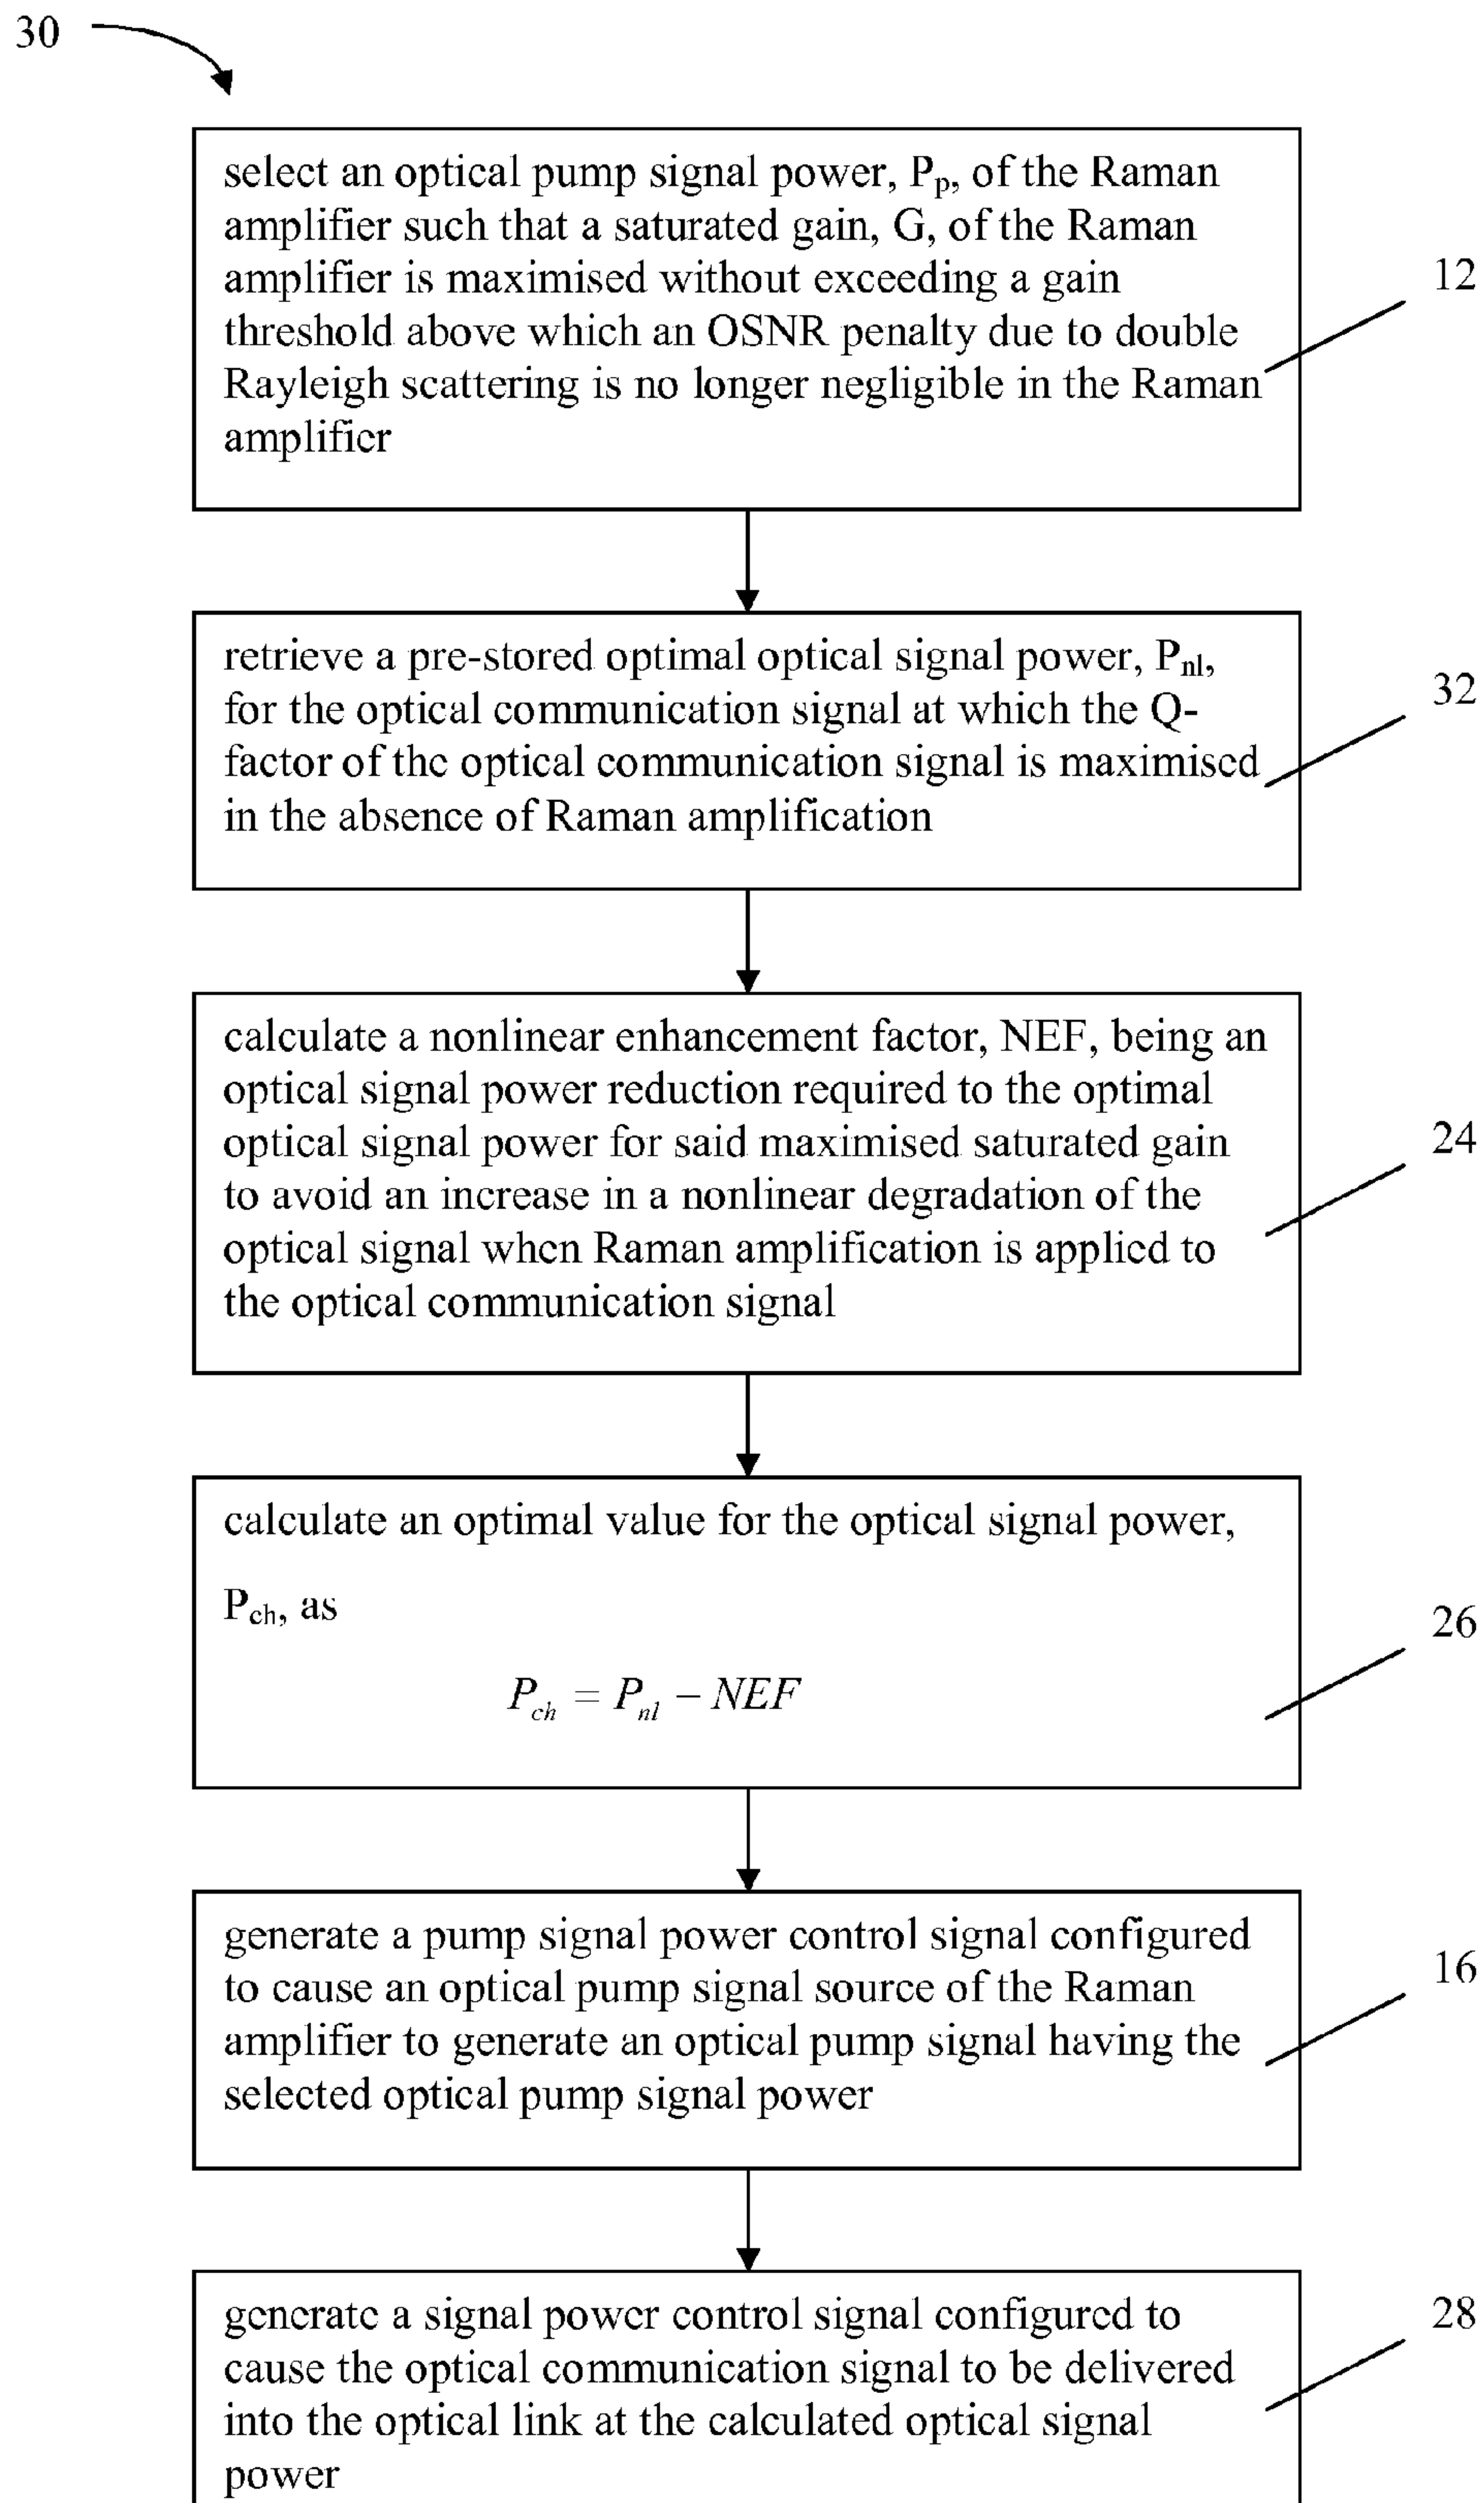 30
select an optical pump signal power, Pp, of the Raman
amplifier such that a saturated gain, G, of the Raman
amplifier is maximised without exceeding a gain
threshold above which an OSNR penalty due to double
Rayleigh scattering is no longer negligible in the Raman
amplifier
12
retrieve a pre-stored optimal optical signal power, Pnl,
for the optical communication signal at which the Q-
factor of the optical communication signal is maximised
in the absence of Raman amplification
32
calculate a nonlinear enhancement factor, NEF, being an
optical signal power reduction required to the optimal
optical signal power for said maximised saturated gain
to avoid an increase in a nonlinear degradation of the
optical signal when Raman amplification is applied to
the optical communication signal
24
calculate an optimal value for the optical signal power,
Pch, as
Pch = Pnl – NEF
26
generate a pump signal power control signal configured
to cause an optical pump signal source of the Raman
amplifier to generate an optical pump signal having the
selected optical pump signal power
16
generate a signal power control signal configured to
cause the optical communication signal to be delivered
into the optical link at the calculated optical signal
power
28